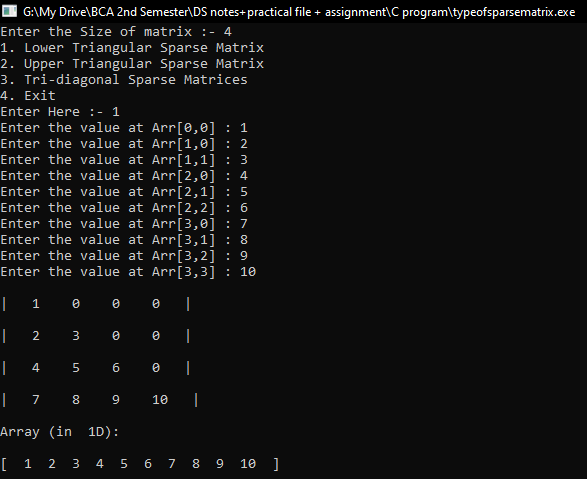 G:\My Drive\BCA 2nd Semester\DS notes+practical file + assignment\C program\typeofsparsematrix.exe
Enter the Size of matrix :- 4
1. Lower Triangular Sparse Matrix
2. Upper Triangular Sparse Matrix
3. Tri-diagonal Sparse Matrices
4. Exit
Enter Here :- 1
Enter the value at Arr[0,0] : 1
Enter the value at Arr[1,0] : 2
Enter the value at Arr[1,1] : 3
Enter the value at Arr[2,0] : 4
Enter the value at Arr[2,1] : 5
Enter the value at Arr[2,2] : 6
Enter the value at Arr[3,0] : 7
Enter the value at Arr[3,1] : 8
Enter the value at Arr[3,2] : 9
Enter the value at Arr[3,3] : 10
|   1    0    0    0   |
|   2    3    0    0   |
|   4    5    6    0   |
|   7    8    9    10   |
Array (in  1D):
[  1  2  3  4  5  6  7  8  9  10  ]